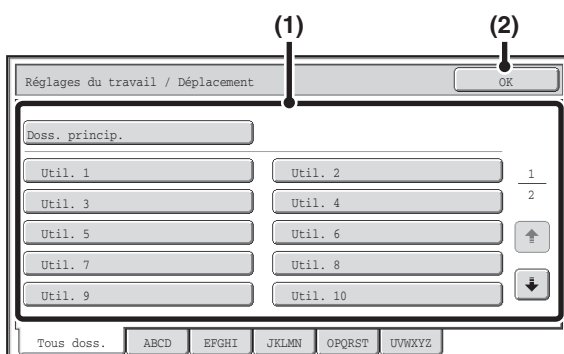 (1) (2)
Réglages du travail / Déplacement OK
Doss. princip.
Util. 1 Util. 2 1
Util. 3 Util. 4 2
Util. 5 Util. 6
Util. 7 Util. 8
Util. 9 Util. 10
Tous doss. ABCD EFGHI JKLMN OPQRST UVWXYZ